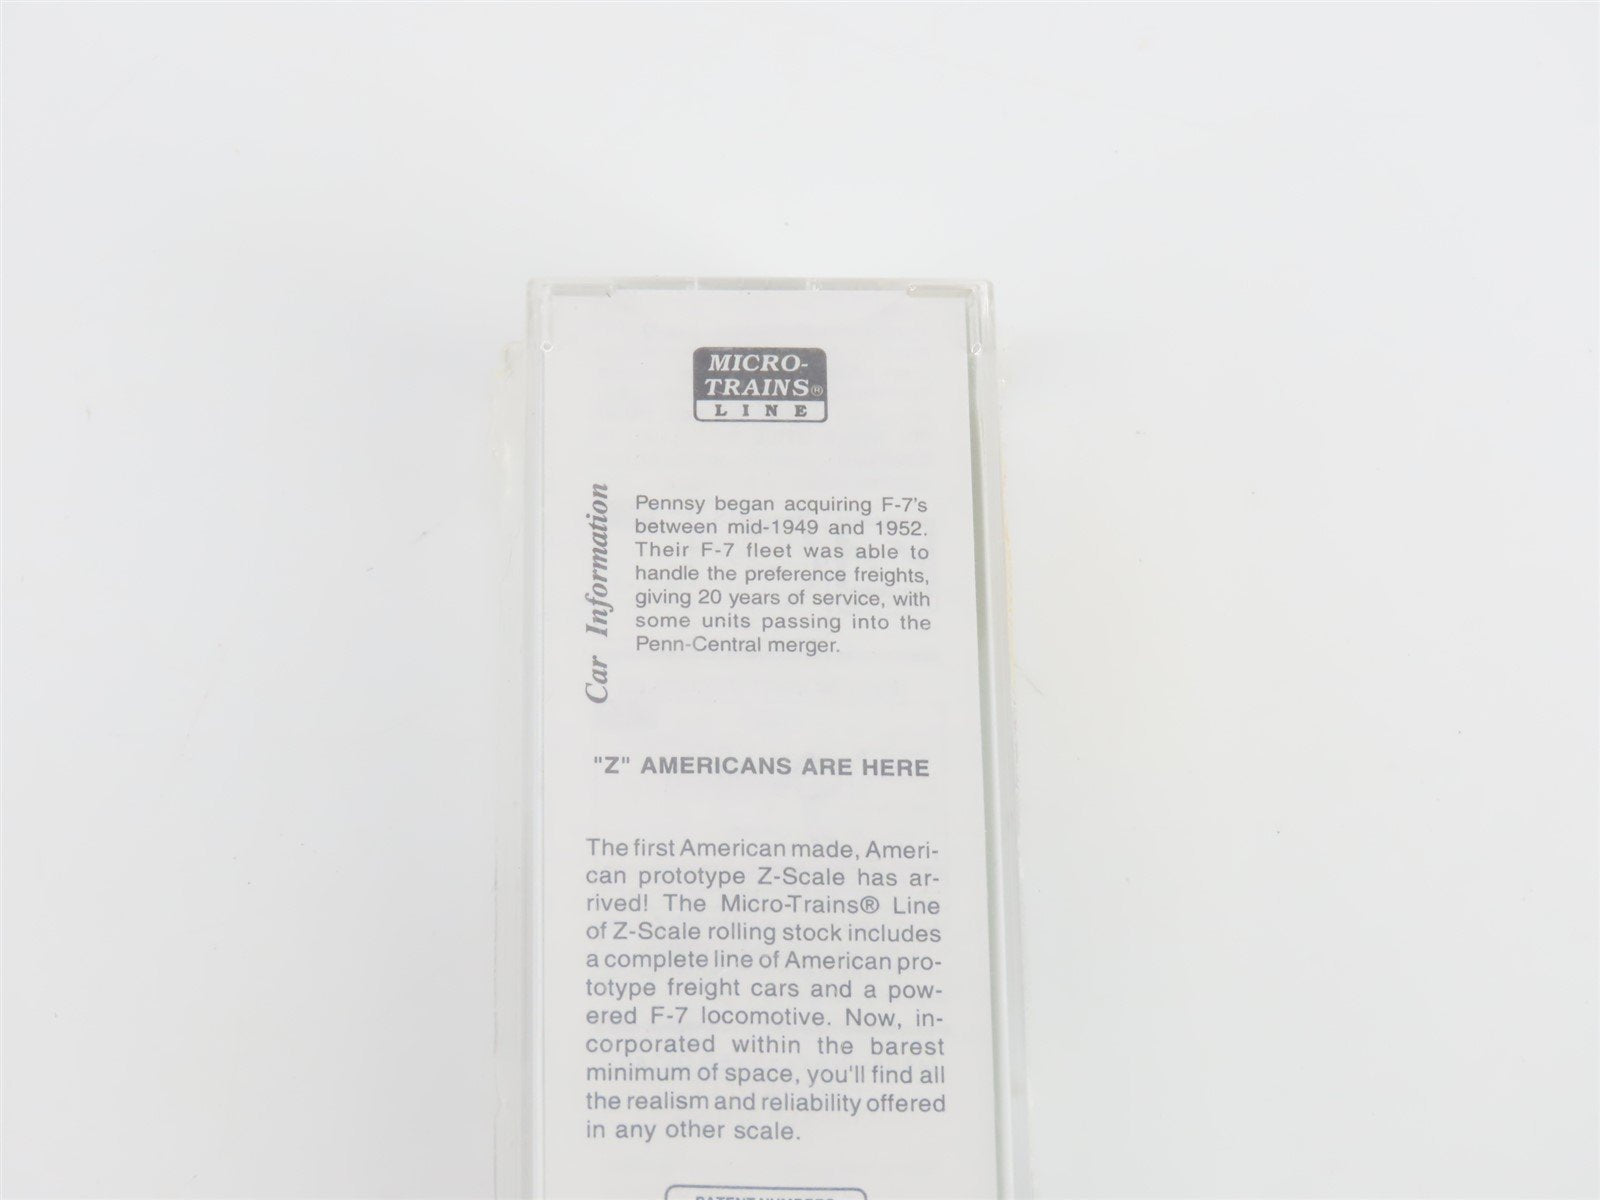 MICRO-
TRAINS®
LINE
Car Information
Pennsy began acquiring F-7's
between mid-1949 and 1952.
Their F-7 fleet was able to
handle the preference freights,
giving 20 years of service, with
some units passing into the
Penn-Central merger.
"Z" AMERICANS ARE HERE
The first American made, Ameri-
can prototype Z-Scale has ar-
rived! The Micro-Trains® Line
of Z-Scale rolling stock includes
a complete line of American pro-
totype freight cars and a pow-
ered F-7 locomotive. Now, in-
corporated within the barest
minimum of space, you'll find all
the realism and reliability offered
in any other scale.